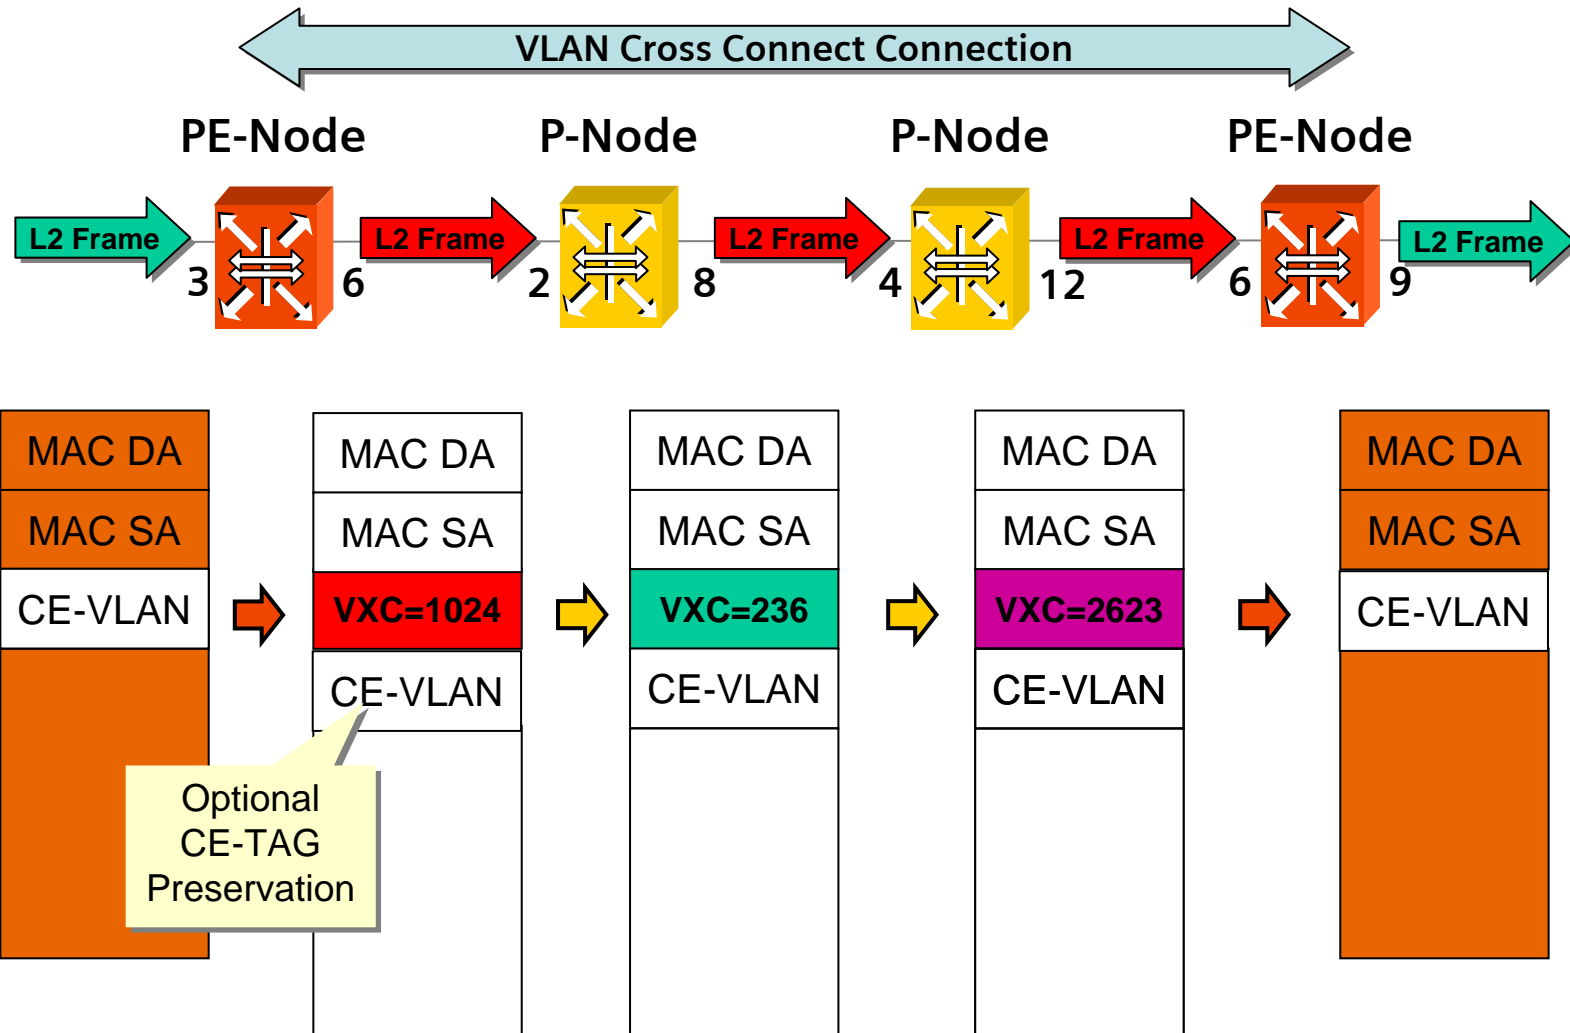 VLAN Cross Connect Connection
PE-Node
P-Node
P-Node
PE-Node
L2 Frame
L2 Frame
L2 Frame
L2 Frame
L2 Frame
3
6
2
8
4
12
6
9
MAC DA
MAC DA
MAC DA
MAC DA
MAC DA
MAC SA
MAC SA
MAC SA
MAC SA
MAC SA
CE-VLAN
VXC=1024
VXC=236
VXC=2623
CE-VLAN
CE-VLAN
CE-VLAN
CE-VLAN
Optional
CE-TAG
Preservation